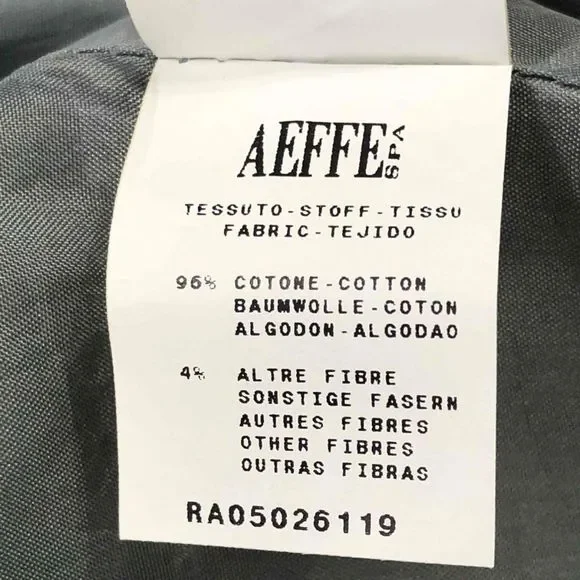 AEFFE SPA
TESSUTO-STOFF-TISSU
FABRIC-TEJIDO
96% COTONE-COTTON
BAUMWOLLE-COTON
ALGODON-ALGODAO
4% ALTRE FIBRE
SONSTIGE FASERN
AUTRES FIBRES
OTHER FIBRES
OUTRAS FIBRAS
RA05026119